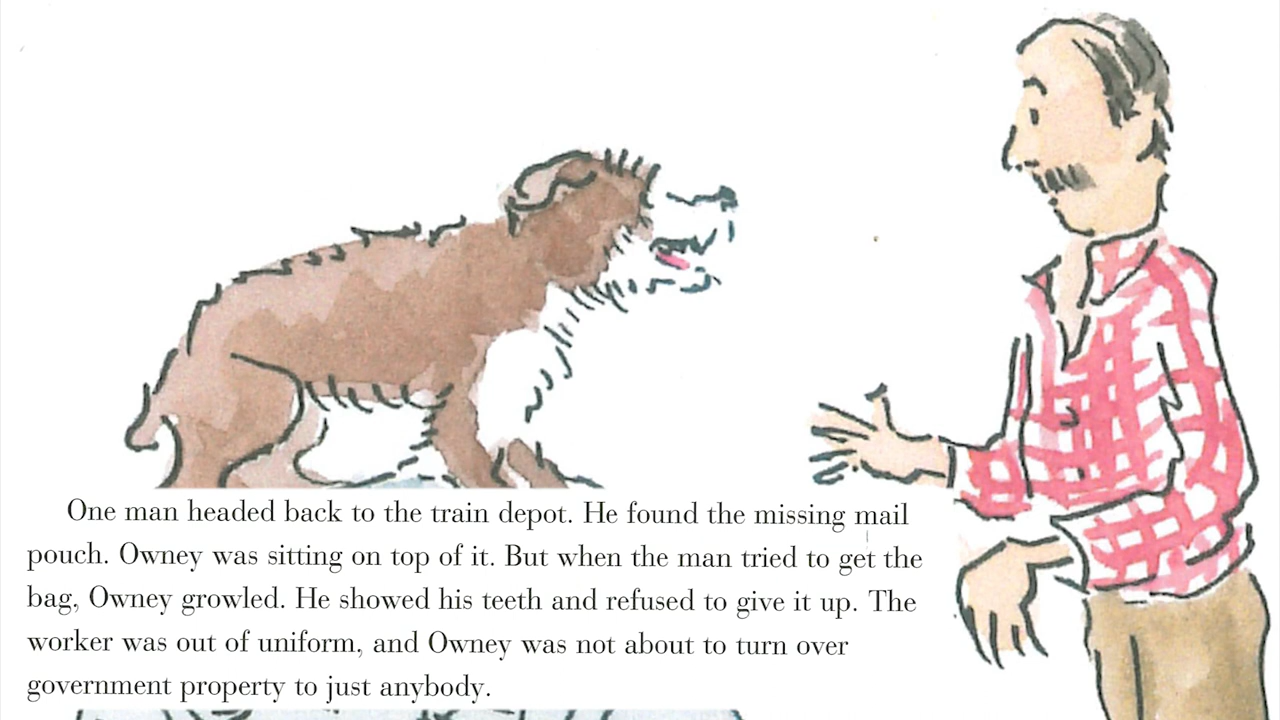 One man headed back to the train depot. He found the missing mail
pouch. Owney was sitting on top of it. But when the man tried to get the
bag, Owney growled. He showed his teeth and refused to give it up. The
worker was out of uniform, and Owney was not about to turn over
government property to just anybody.